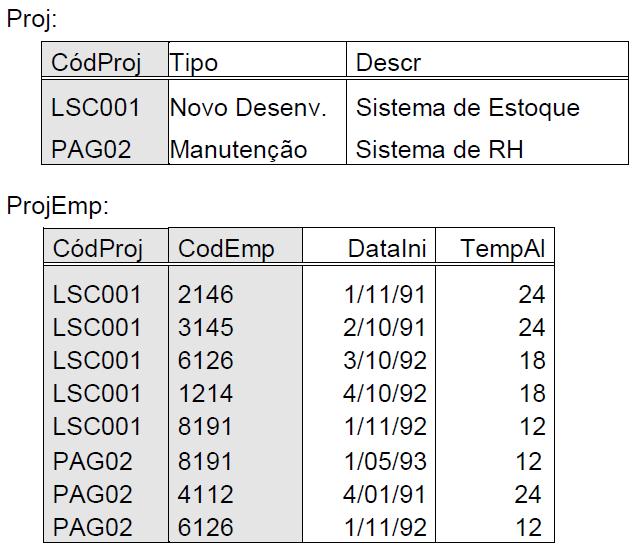 Proj:
CódProj Tipo Descr
LSC001 Novo Desenv. Sistema de Estoque
PAG02 Manutenção Sistema de RH
ProjEmp:
CódProj CodEmp DataIni TempAl
LSC001 2146 1/11/91 24
LSC001 3145 2/10/91 24
LSC001 6126 3/10/92 18
LSC001 1214 4/10/92 18
LSC001 8191 1/11/92 12
PAG02 8191 1/05/93 12
PAG02 4112 4/01/91 24
PAG02 6126 1/11/92 12